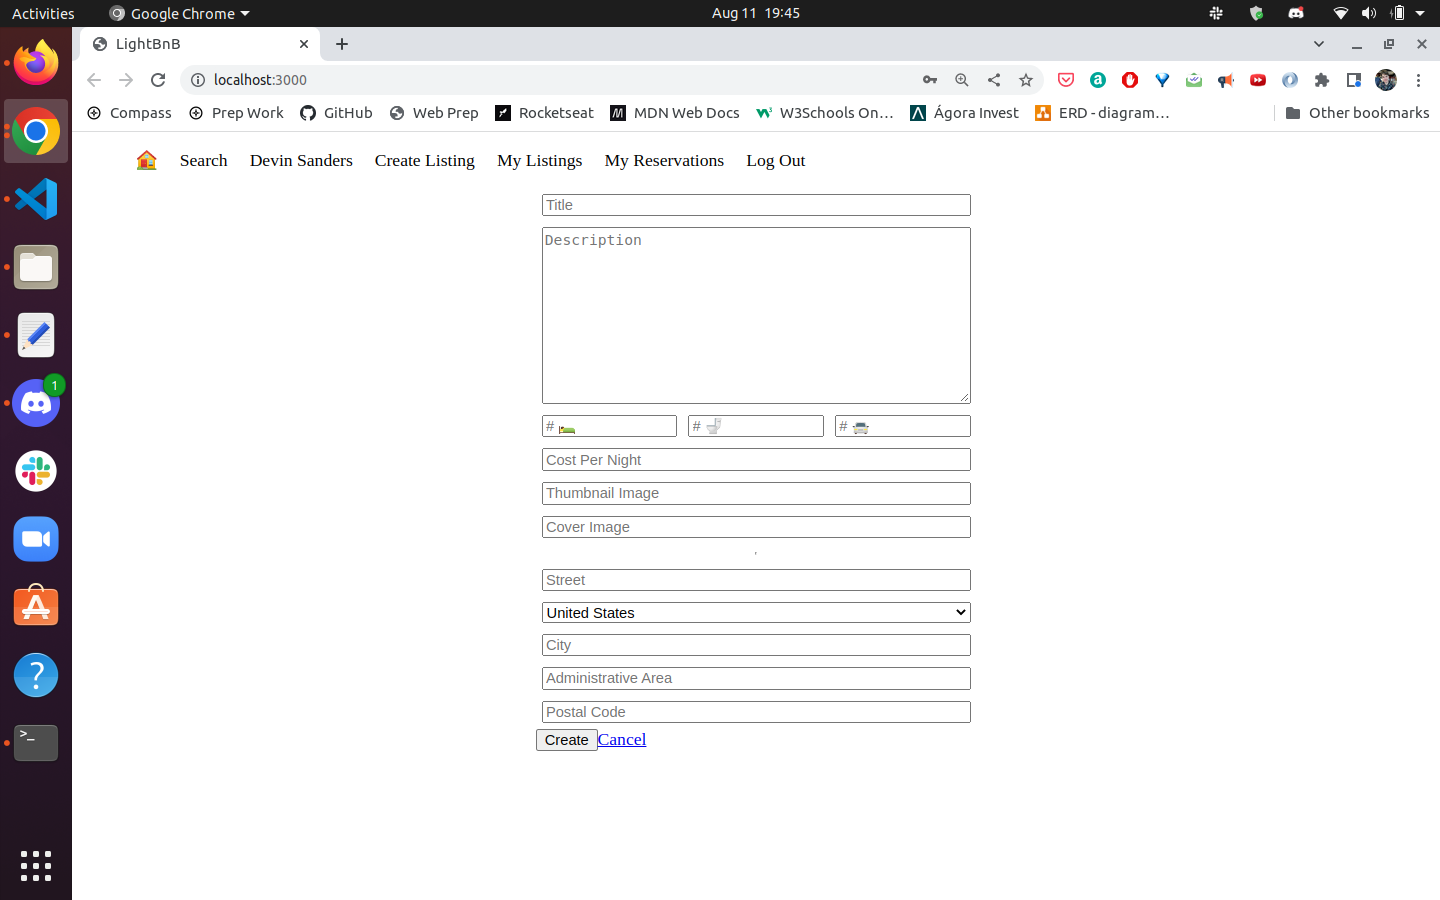 Activities Google Chrome Aug 11 19:45
LightBnB
localhost:3000
Compass Prep Work GitHub Web Prep Rocketseat MDN Web Docs W3Schools On… Ágora Invest ERD - diagram… Other bookmarks
Search Devin Sanders Create Listing My Listings My Reservations Log Out
Title
Description
# # #
Cost Per Night
Thumbnail Image
Cover Image
,
Street
United States
City
Administrative Area
Postal Code
Create Cancel
1
>_